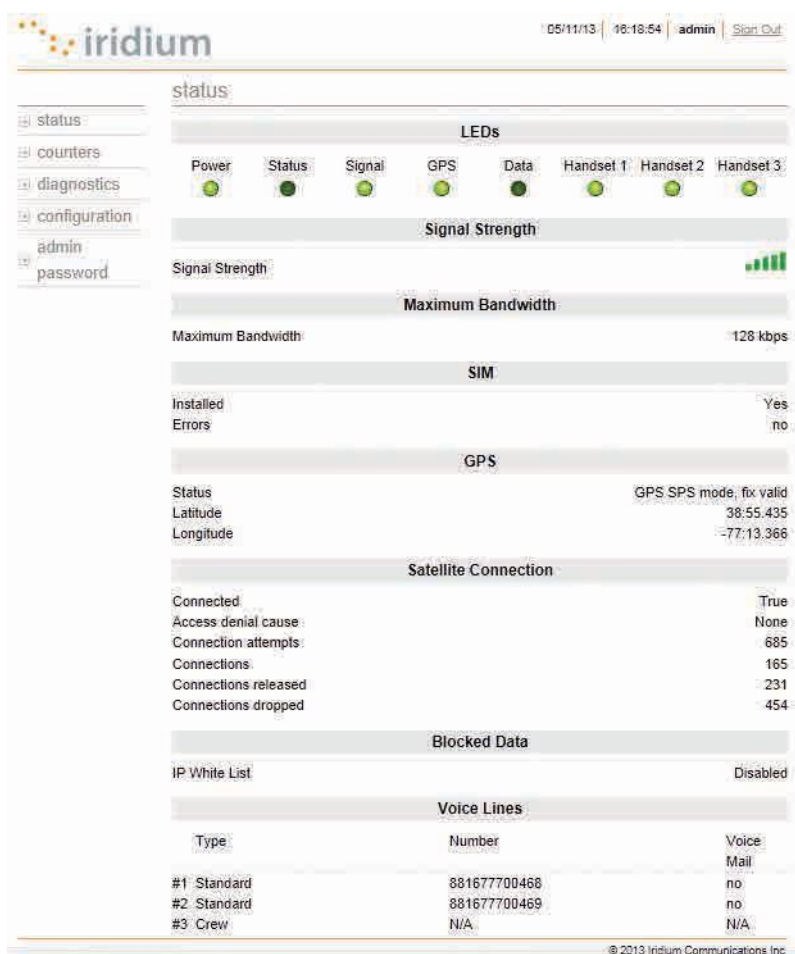 iridium
05/11/13 16:18:54 admin Sign Out
status
status
counters
diagnostics
configuration
admin
password
LEDs
Power Status Signal GPS Data Handset 1 Handset 2 Handset 3
Signal Strength
Signal Strength
Maximum Bandwidth
Maximum Bandwidth 128 kbps
SIM
Installed Yes
Errors no
GPS
Status GPS SPS mode, fix valid
Latitude 38:55.435
Longitude -77:13.366
Satellite Connection
Connected True
Access denial cause None
Connection attempts 685
Connections 165
Connections released 231
Connections dropped 454
Blocked Data
IP White List Disabled
Voice Lines
Type Number Voice
Mail
#1 Standard 881677700468 no
#2 Standard 881677700469 no
#3 Crew N/A N/A
© 2013 Iridium Communications Inc.